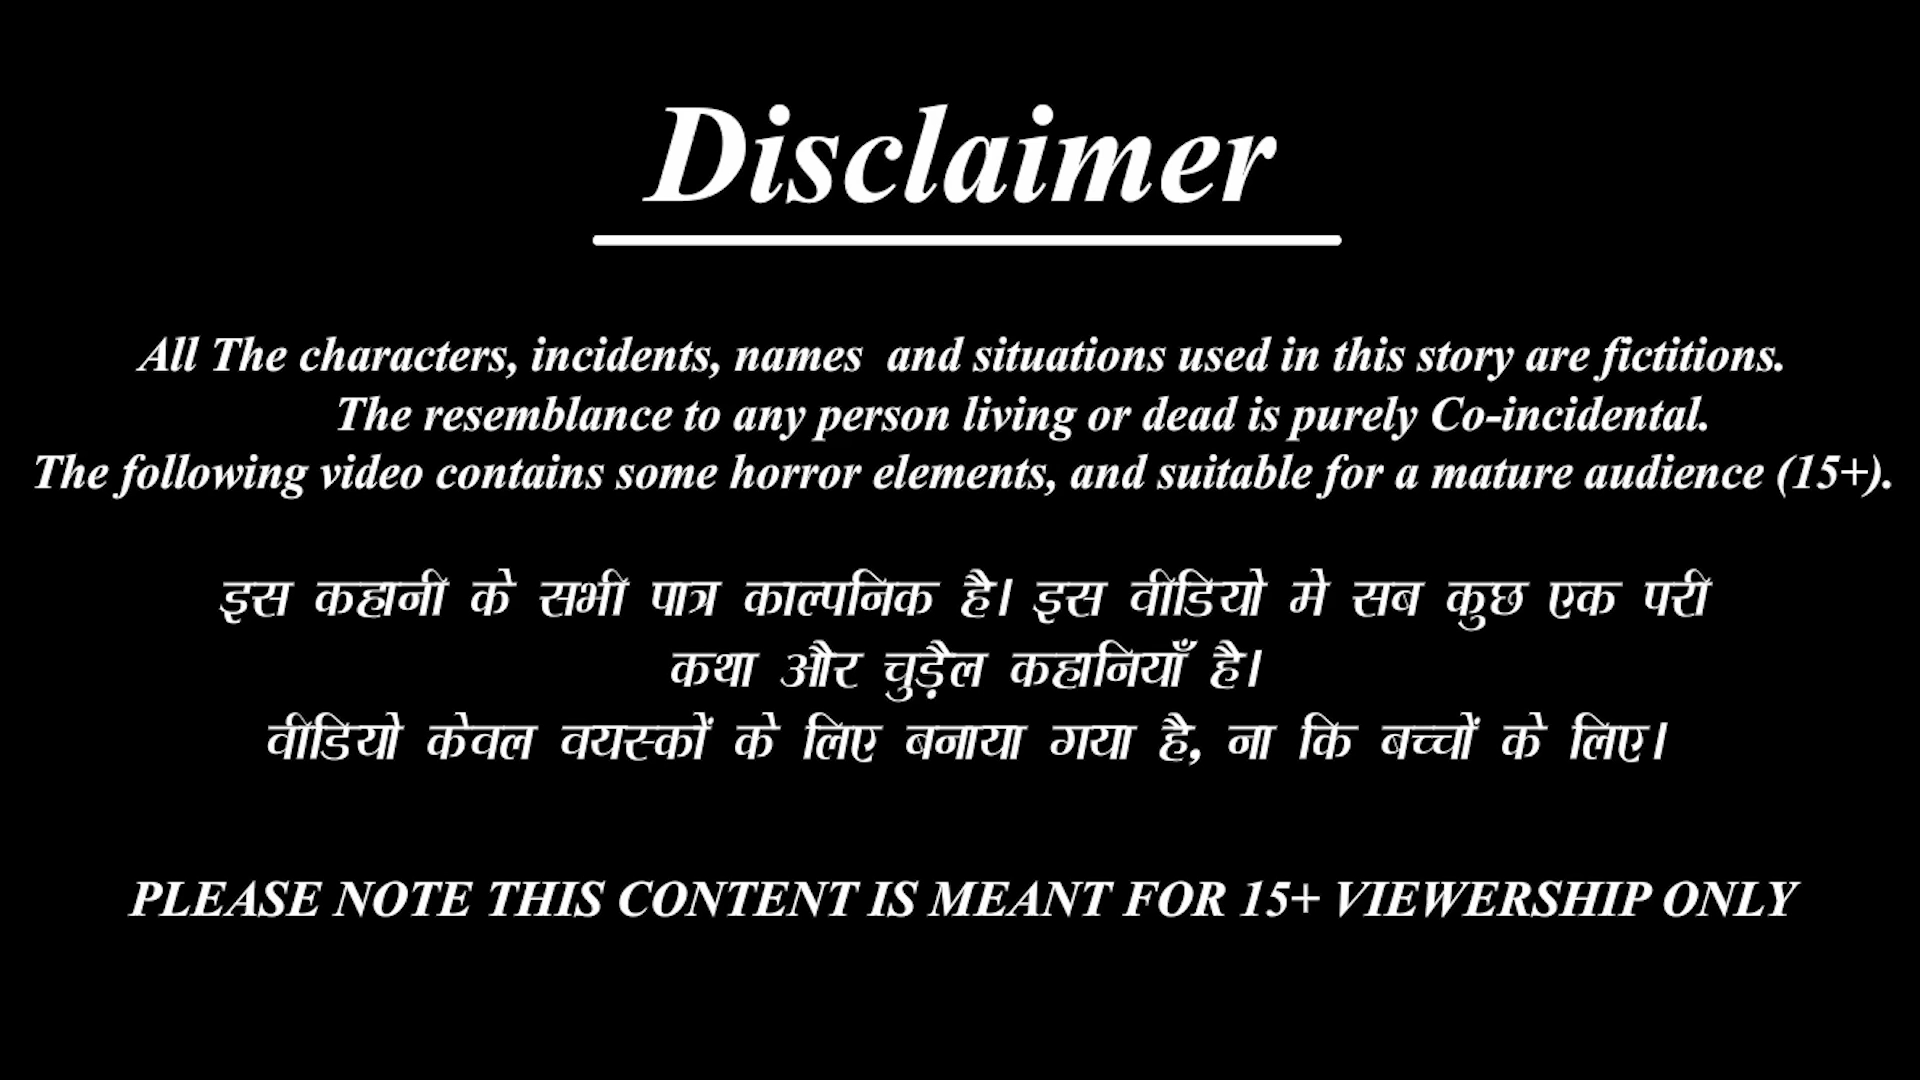 Disclaimer
All The characters, incidents, names and situations used in this story are fictitions.
The resemblance to any person living or dead is purely Co-incidental.
The following video contains some horror elements, and suitable for a mature audience (15+).
इस कहानी के सभी पात्र काल्पनिक है। इस वीडियो मे सब कुछ एक परी
कथा और चुड़ैल कहानियाँ है।
वीडियो केवल वयस्कों के लिए बनाया गया है, ना कि बच्चों के लिए।
PLEASE NOTE THIS CONTENT IS MEANT FOR 15+ VIEWERSHIP ONLY